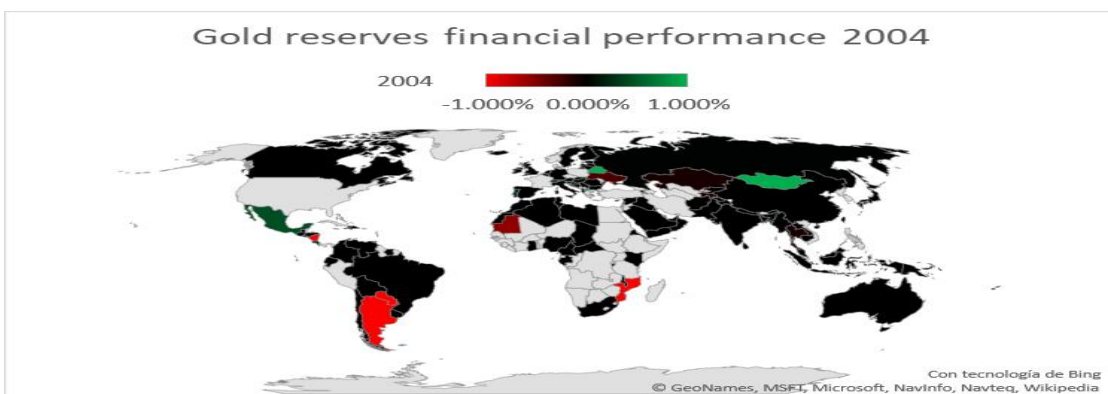 Gold reserves financial performance 2004
2004
-1.000% 0.000% 1.000%
Con tecnología de Bing
© GeoNames, MSFT, Microsoft, NavInfo, Navteq, Wikipedia